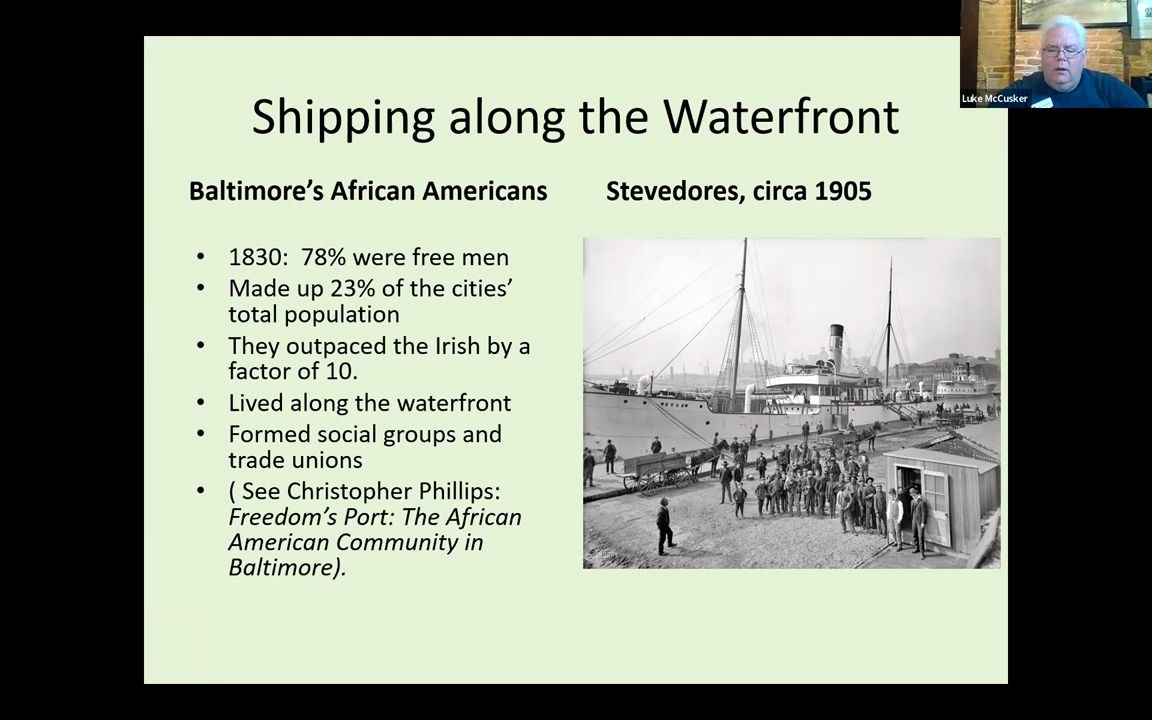 Luke McCusker
Shipping along the Waterfront
Baltimore's African Americans
Stevedores, circa 1905
• 1830:  78% were free men
• Made up 23% of the cities'
total population
• They outpaced the Irish by a
factor of 10.
• Lived along the waterfront
• Formed social groups and
trade unions
• ( See Christopher Phillips:
Freedom's Port: The African
American Community in
Baltimore).